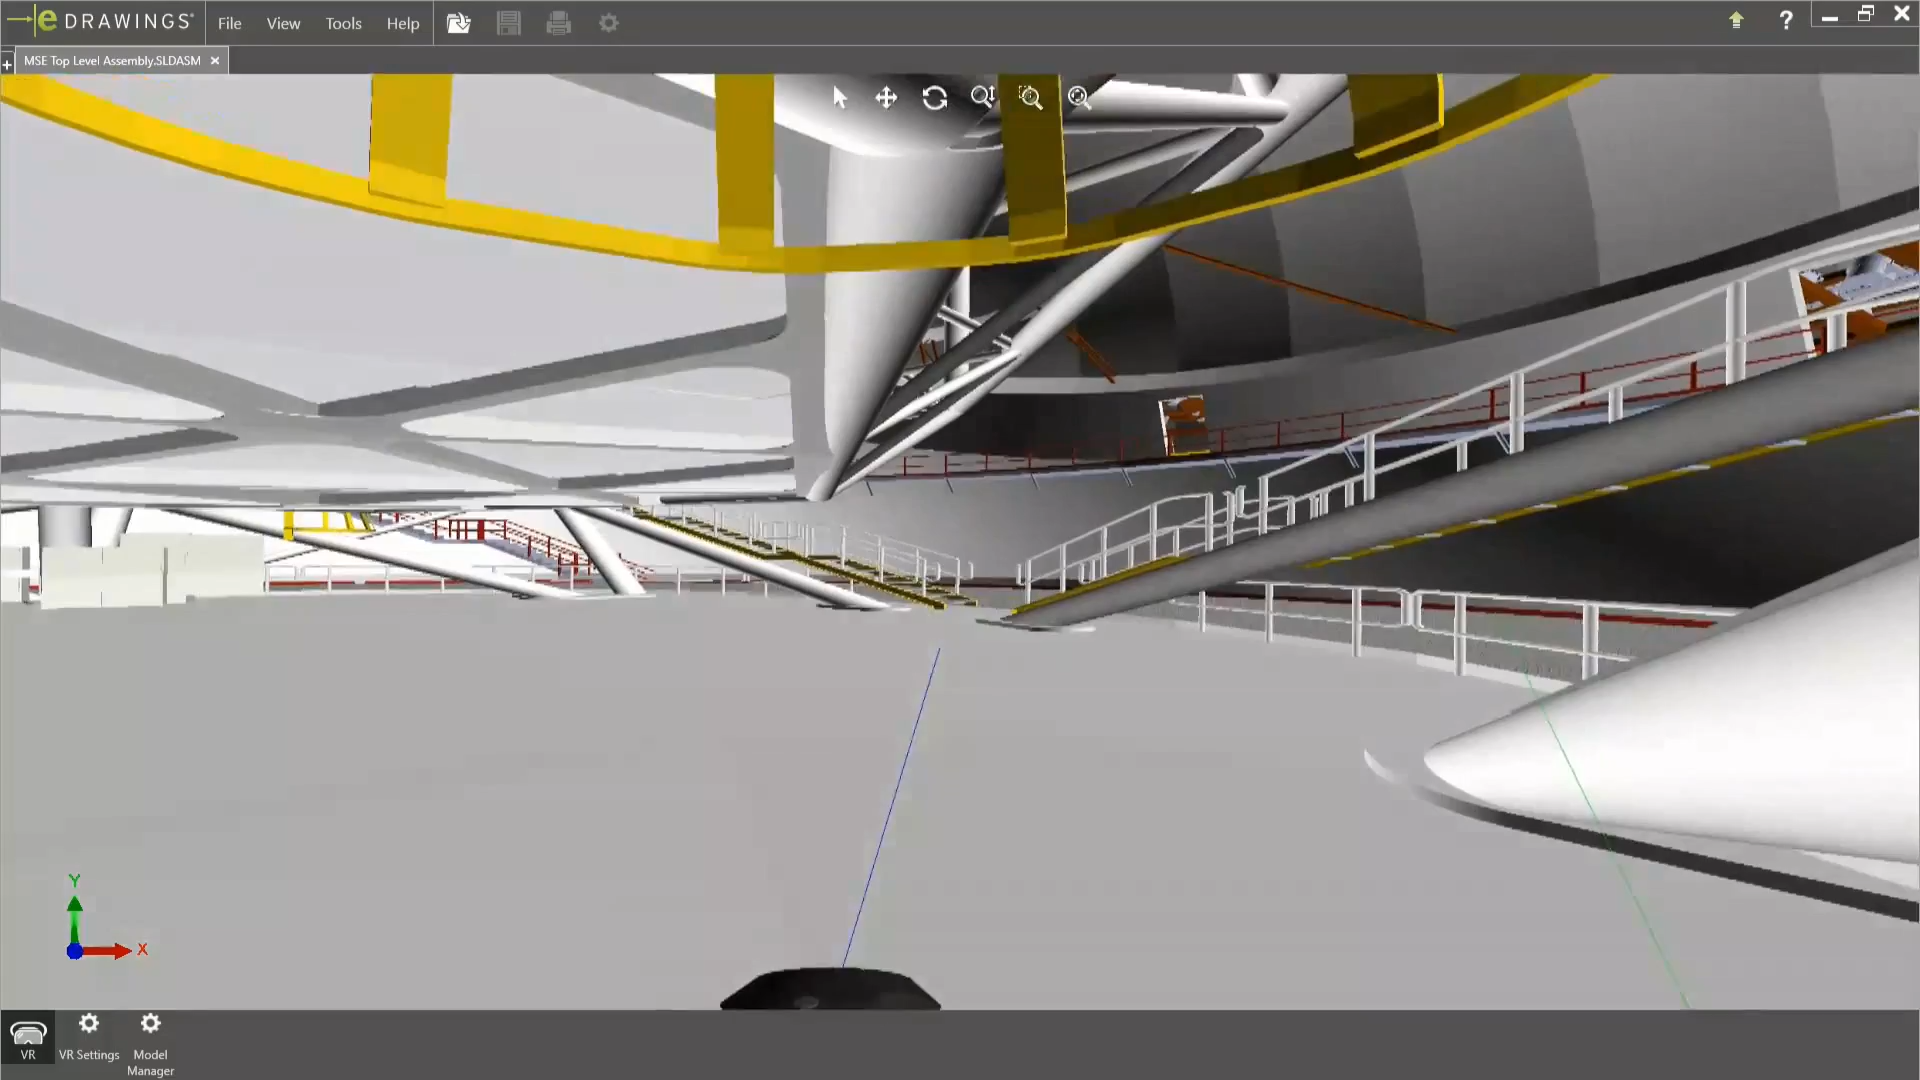 eDRAWINGS®
File View Tools Help
?
MSE Top Level Assembly.SLDASM
Y
X
VR
VR Settings
Model
Manager